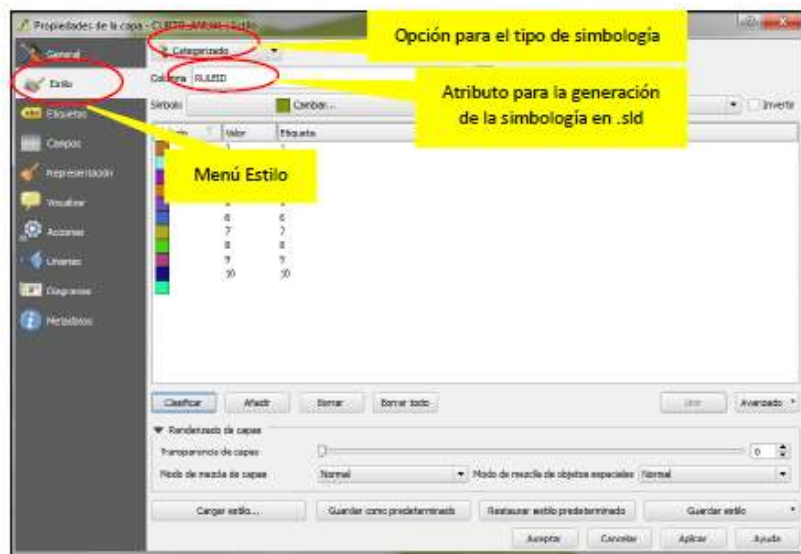 Propiedades de la capa - CURTO_ANUAL | Estilo
Opción para el tipo de simbología
General
Categorizado
Estilo
Columna RULEID
Atributo para la generación
de la simbología en .sld
Símbolo
Cambiar...
Invertir
Etiquetas
Valor Etiqueta
Campos
Menú Estilo
Representación
Visualizar
6 6
Acciones
7 7
8 8
Uniones
9 9
10 10
Diagramas
Metadatos
Clasificar Añadir Borrar Borrar todo Unir Avanzado
Renderizado de capas
Transparencia de capas 0
Modo de mezcla de capas Normal Modo de mezcla de objetos espaciales Normal
Cargar estilo... Guardar como predeterminado Restaurar estilo predeterminado Guardar estilo
Aceptar Cancelar Aplicar Ayuda